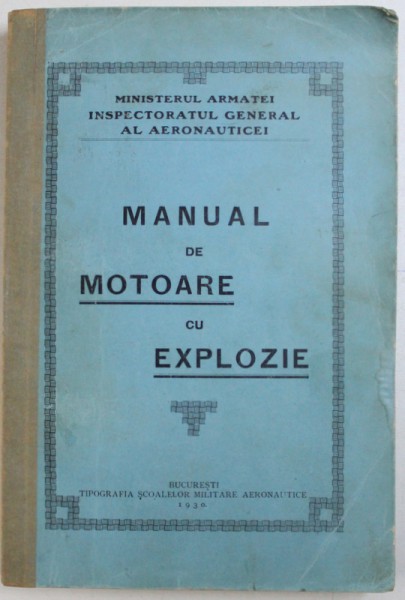 MINISTERUL ARMATEI
INSPECTORATUL GENERAL
AL AERONAUTICEI
MANUAL
DE
MOTOARE
CU
EXPLOZIE
BUCUREȘTI
TIPOGRAFIA ȘCOALELOR MILITARE AERONAUTICE
1930